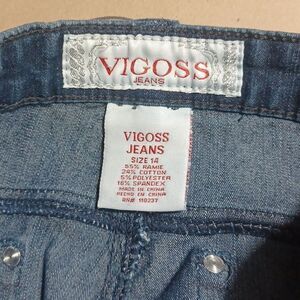 VIGOSS
JEANS
VIGOSS
JEANS
SIZE 14
55% RAMIE
24% COTTON
5% POLYESTER
16% SPANDEX
MADE IN CHINA
HECHO EN CHINA
RN# 110237